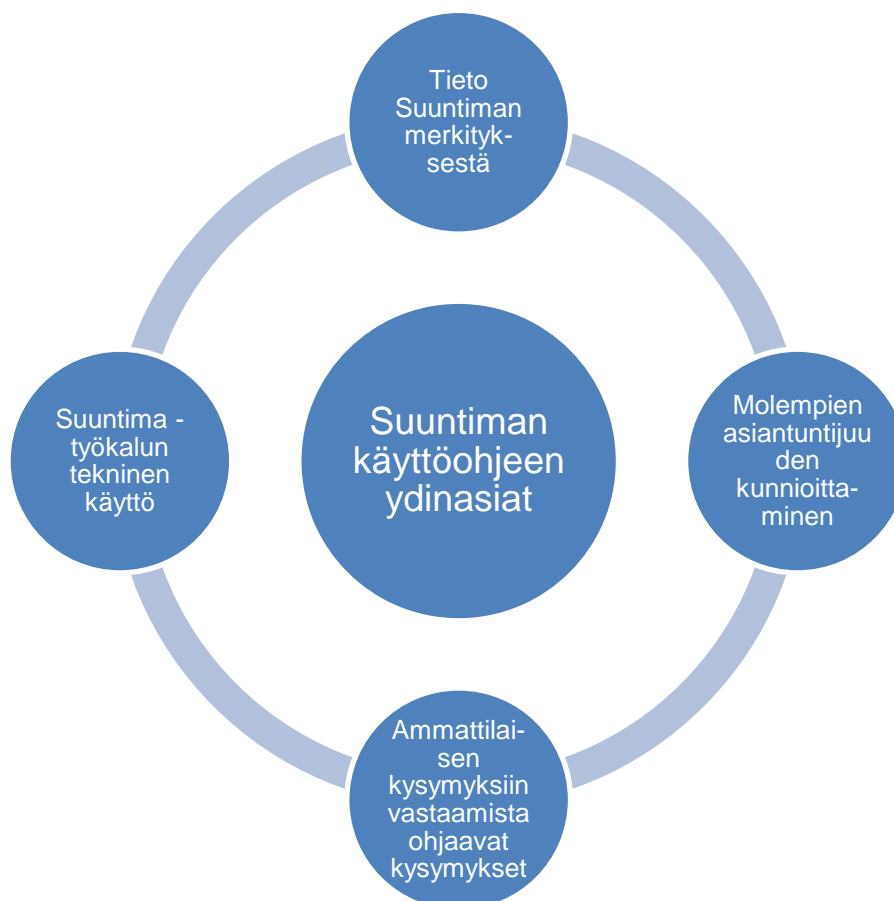 Tieto
Suuntiman
merkityk-
sestä
Suuntiman
käyttöohjeen
ydinasiat
Molempien
asiantuntijuu
den
kunnioitta-
minen
Ammattilai-
sen
kysymyksiin
vastaamista
ohjaavat
kysymykset
Suuntima -
työkalun
tekninen
käyttö